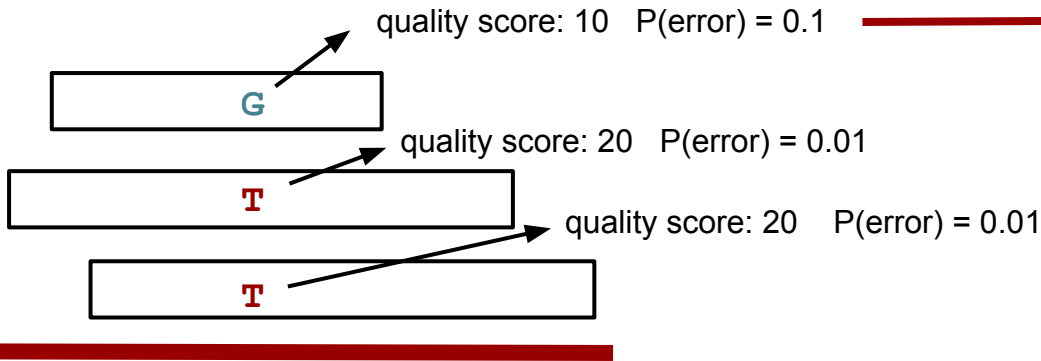 quality score: 10 P(error) = 0.1
G
quality score: 20 P(error) = 0.01
T
quality score: 20 P(error) = 0.01
T